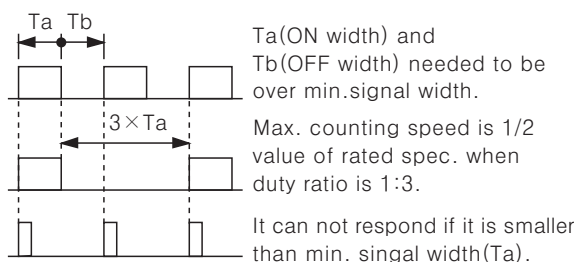 Ta Tb
Ta(ON width) and
Tb(OFF width) needed to be
over min.signal width.
3×Ta
Max. counting speed is 1/2
value of rated spec. when
duty ratio is 1:3.
It can not respond if it is smaller
than min. singal width(Ta).